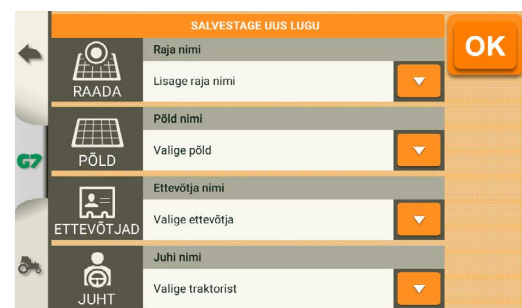 SALVESTAGE UUS LUGU
OK
Raja nimi
RAADA
Lisage raja nimi
Põld nimi
PÕLD
Valige põld
G7
Ettevõtja nimi
ETTEVÕTJAD
Valige ettevõtja
Juhi nimi
JUHT
Valige traktorist